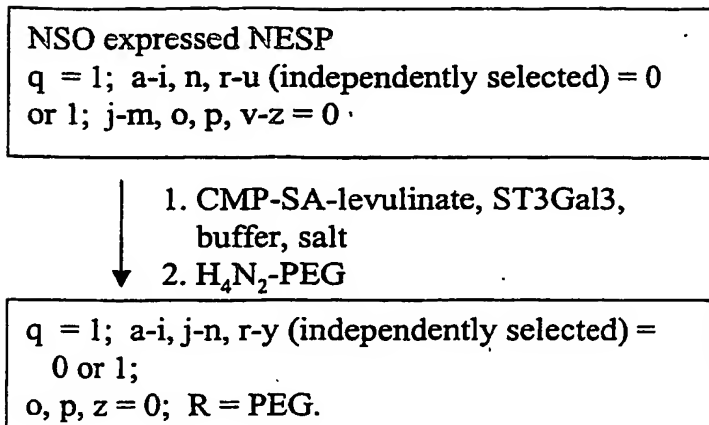 NSO expressed NESP
q = 1; a-i, n, r-u (independently selected) = 0
or 1; j-m, o, p, v-z = 0
1. CMP-SA-levulinate, ST3Gal3,
buffer, salt
2. H₄N₂-PEG
q = 1; a-i, j-n, r-y (independently selected) =
0 or 1;
o, p, z = 0; R = PEG.